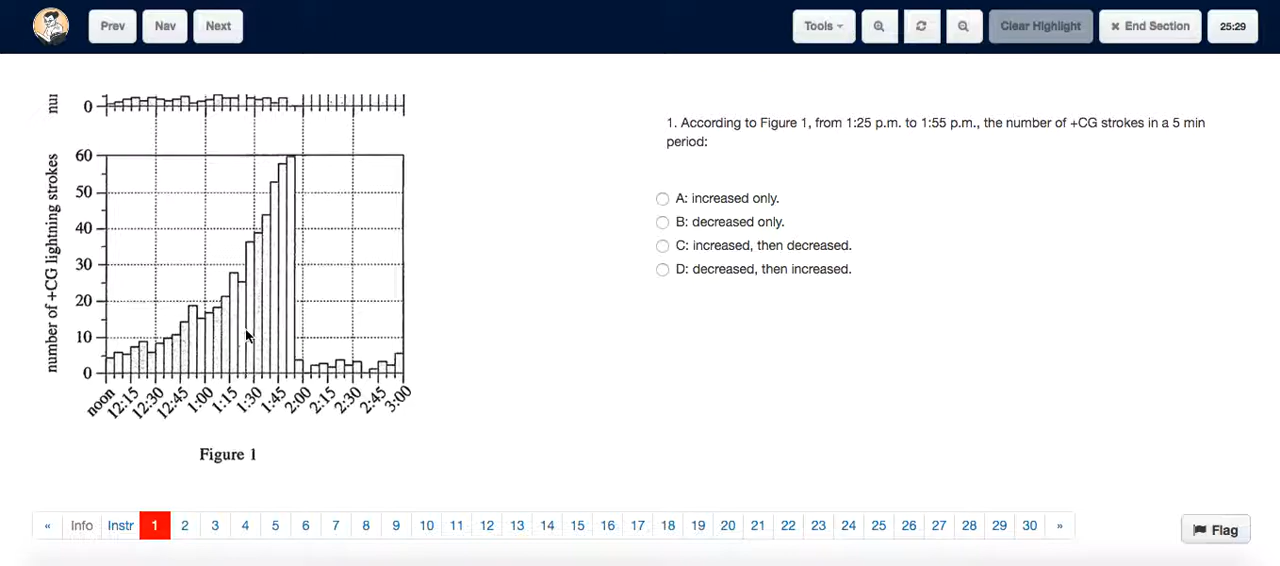 Prev Nav Next Tools Clear Highlight × End Section 25:29
0
number of +CG lightning strokes
60
50
40
30
20
10
0
noon 12:15 12:30 12:45 1:00 1:15 1:30 1:45 2:00 2:15 2:30 2:45 3:00
Figure 1
1. According to Figure 1, from 1:25 p.m. to 1:55 p.m., the number of +CG strokes in a 5 min
period:
A: increased only.
B: decreased only.
C: increased, then decreased.
D: decreased, then increased.
« Info Instr 1 2 3 4 5 6 7 8 9 10 11 12 13 14 15 16 17 18 19 20 21 22 23 24 25 26 27 28 29 30 »
Flag